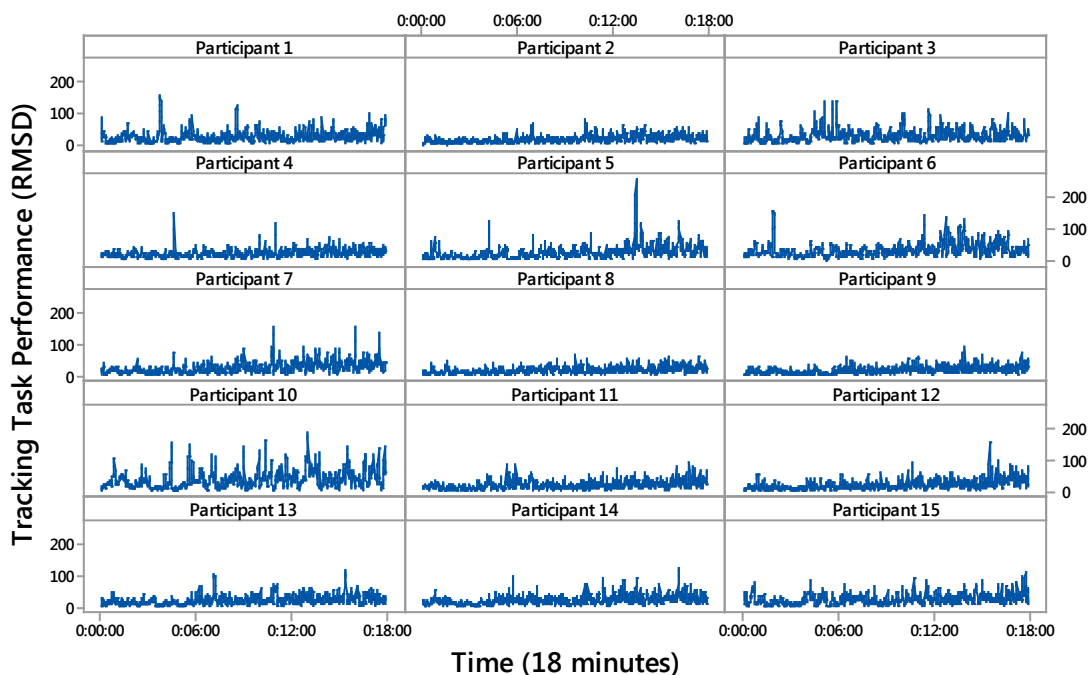 0:00:00 0:06:00 0:12:00 0:18:00
Participant 1 Participant 2 Participant 3
200
100
0
Participant 4 Participant 5 Participant 6
200
100
0
Participant 7 Participant 8 Participant 9
200
100
0
Participant 10 Participant 11 Participant 12
200
100
0
Participant 13 Participant 14 Participant 15
200
100
0
0:00:00 0:06:00 0:12:00 0:18:00 0:00:00 0:06:00 0:12:00 0:18:00
Tracking Task Performance (RMSD)
Time (18 minutes)